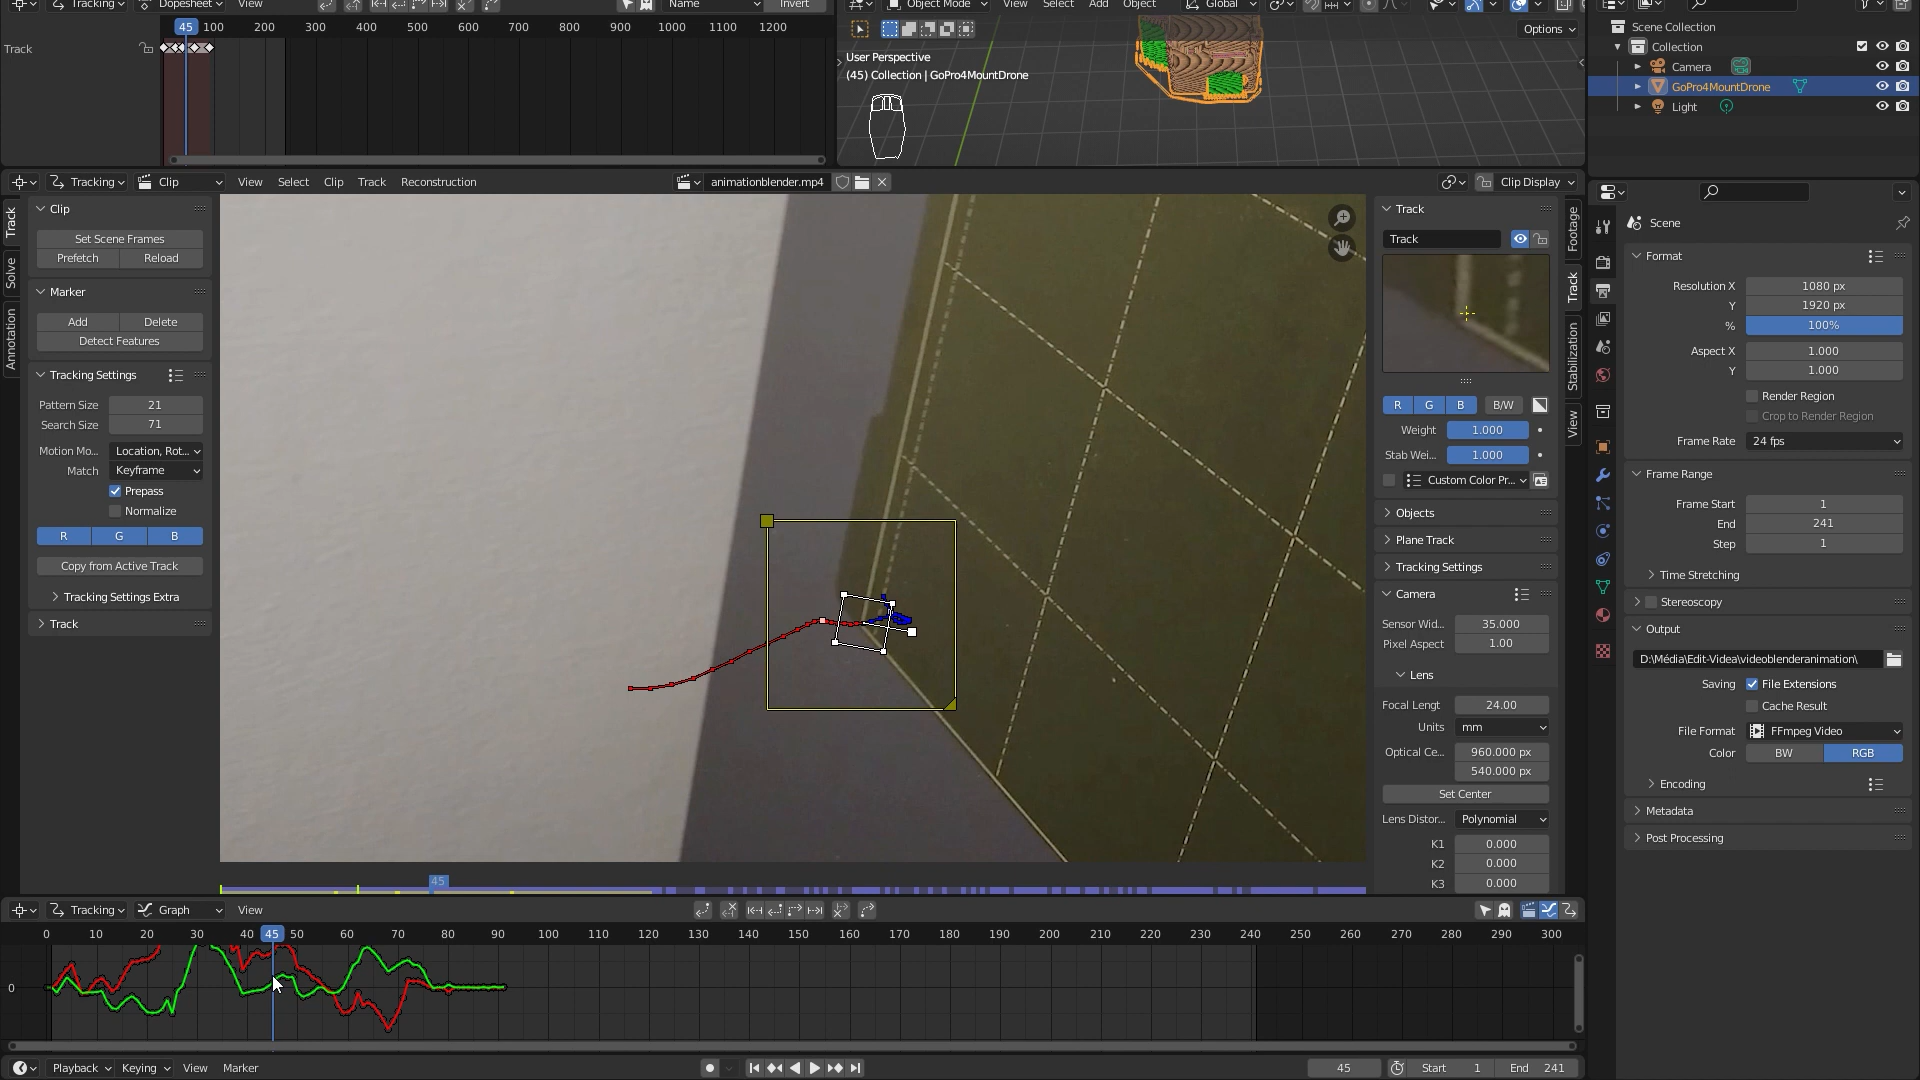 Tracking Dopesheet View Name Invert
45 100 200 300 400 500 600 700 800 900 1000 1100 1200
Track
Object Mode View Select Add Object Global
Options
User Perspective
(45) Collection | GoPro4MountDrone
Scene Collection
Collection
Camera
GoPro4MountDrone
Light
Tracking Clip View Select Clip Track Reconstruction animationblender.mp4 Clip Display
Track
Solve
Annotation
Clip
Set Scene Frames
Prefetch Reload
Marker
Add Delete
Detect Features
Tracking Settings
Pattern Size 21
Search Size 71
Motion Mo... Location, Rot...
Match Keyframe
Prepass
Normalize
R G B
Copy from Active Track
Tracking Settings Extra
Track
45
Track
Track
R G B B/W
Weight 1.000
Stab Wei... 1.000
Custom Color Pr...
Objects
Plane Track
Tracking Settings
Camera
Sensor Wid... 35.000
Pixel Aspect 1.00
Lens
Focal Lengt 24.00
Units mm
Optical Ce... 960.000 px
540.000 px
Set Center
Lens Distor... Polynomial
K1 0.000
K2 0.000
K3 0.000
Footage
Track
Stabilization
View
Scene
Format
Resolution X 1080 px
Y 1920 px
% 100%
Aspect X 1.000
Y 1.000
Render Region
Crop to Render Region
Frame Rate 24 fps
Frame Range
Frame Start 1
End 241
Step 1
Time Stretching
Stereoscopy
Output
D:\Média\Edit-Videa\videoblenderanimation\
Saving File Extensions
Cache Result
File Format FFmpeg Video
Color BW RGB
Encoding
Metadata
Post Processing
Tracking Graph View
0 10 20 30 40 45 50 60 70 80 90 100 110 120 130 140 150 160 170 180 190 200 210 220 230 240 250 260 270 280 290 300
0
Playback Keying View Marker 45 Start 1 End 241